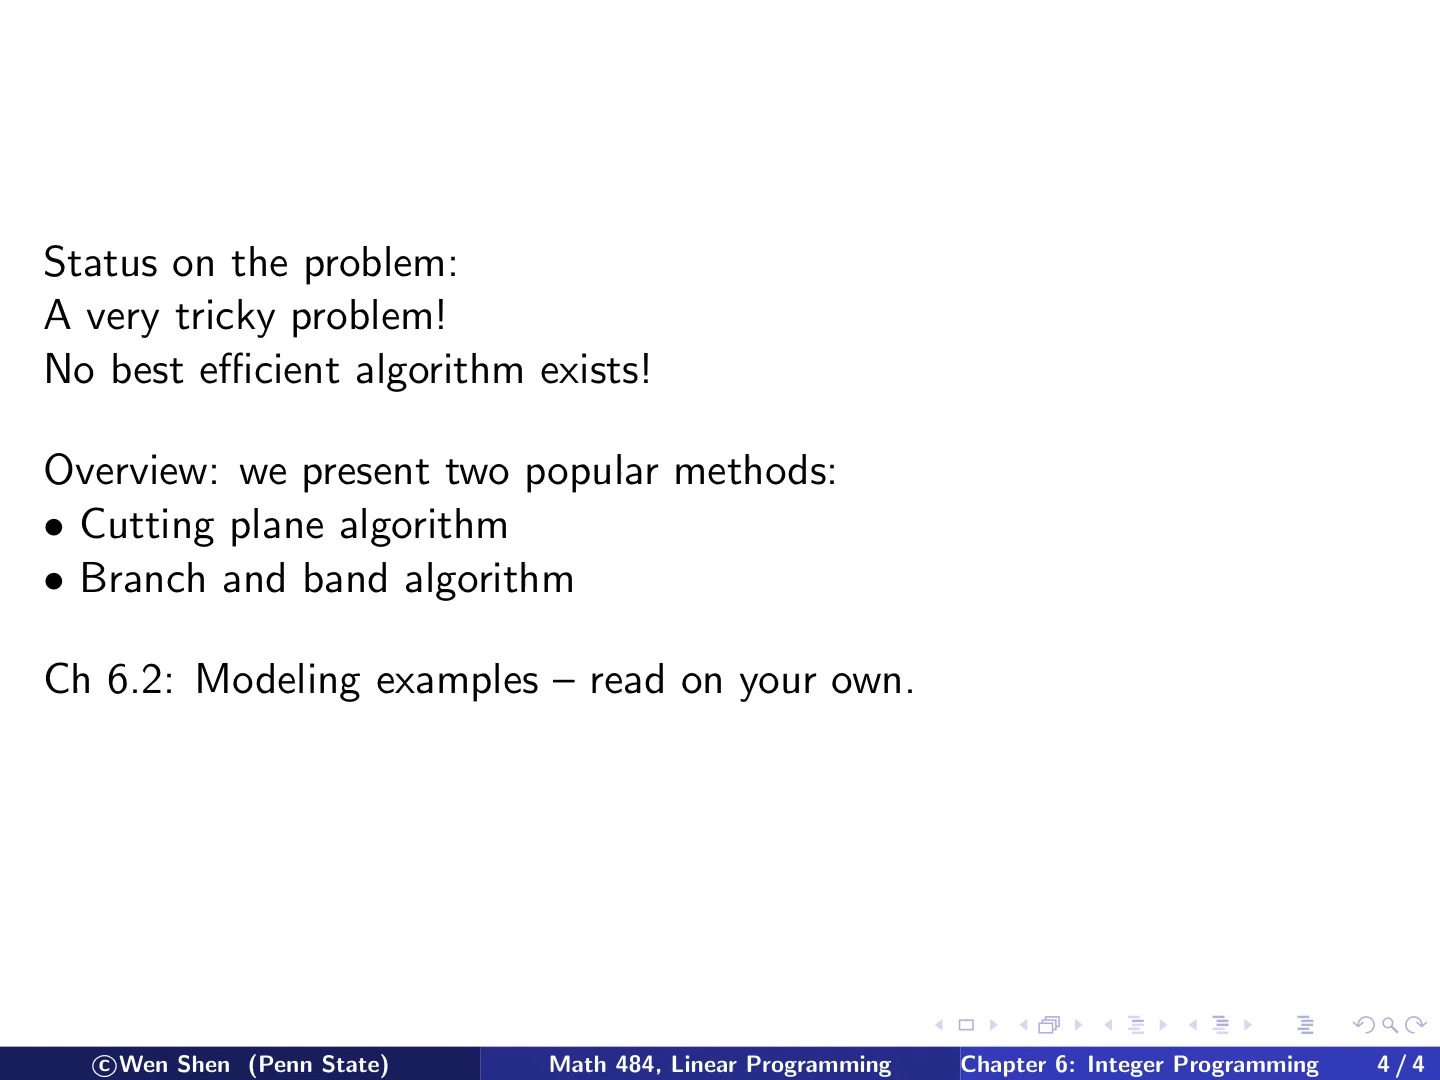 Status on the problem:
A very tricky problem!
No best efficient algorithm exists!
Overview: we present two popular methods:
• Cutting plane algorithm
• Branch and band algorithm
Ch 6.2: Modeling examples – read on your own.
©Wen Shen (Penn State)
Math 484, Linear Programming
Chapter 6: Integer Programming
4 / 4